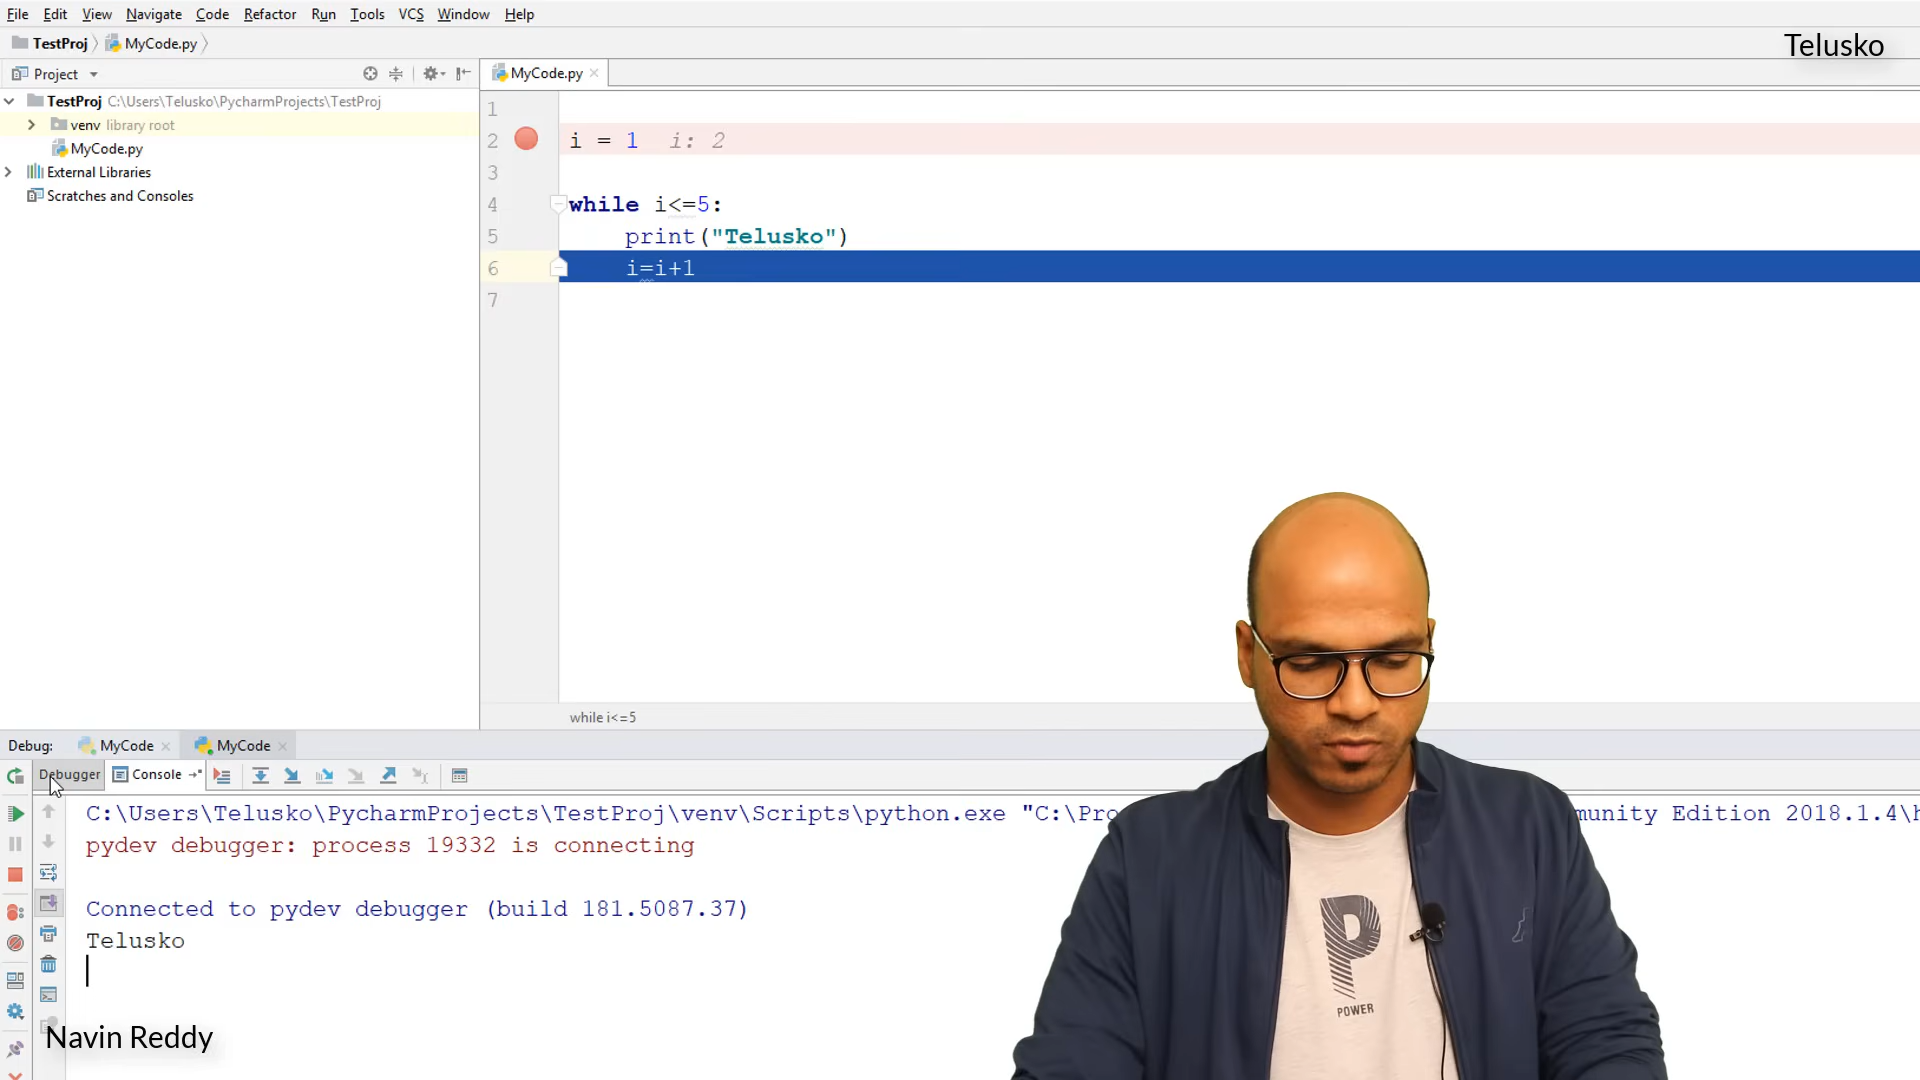 File Edit View Navigate Code Refactor Run Tools VCS Window Help
TestProj MyCode.py
Telusko
Project
MyCode.py
TestProj C:\Users\Telusko\PycharmProjects\TestProj
venv library root
MyCode.py
External Libraries
Scratches and Consoles
1
2 i = 1 i: 2
3
4 while i<=5:
5 print("Telusko")
6 i=i+1
7
while i<=5
Debug: MyCode MyCode
Debugger Console
C:\Users\Telusko\PycharmProjects\TestProj\venv\Scripts\python.exe "C:\Pro munity Edition 2018.1.4\h
pydev debugger: process 19332 is connecting
Connected to pydev debugger (build 181.5087.37)
Telusko
P
POWER
Navin Reddy